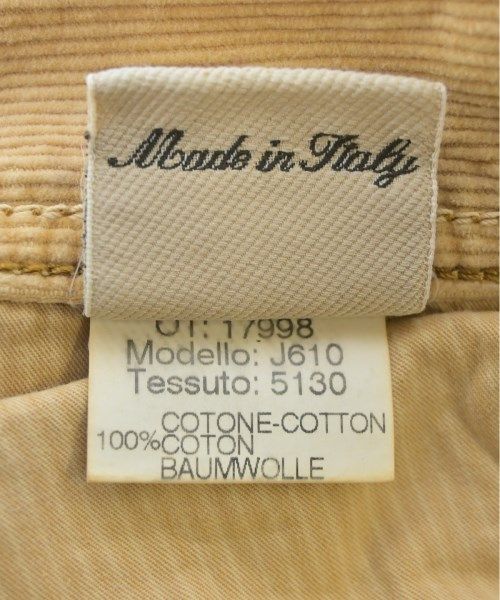 Made in Italy
OT: 17998
Modello: J610
Tessuto: 5130
COTONE-COTTON
100% COTON
BAUMWOLLE